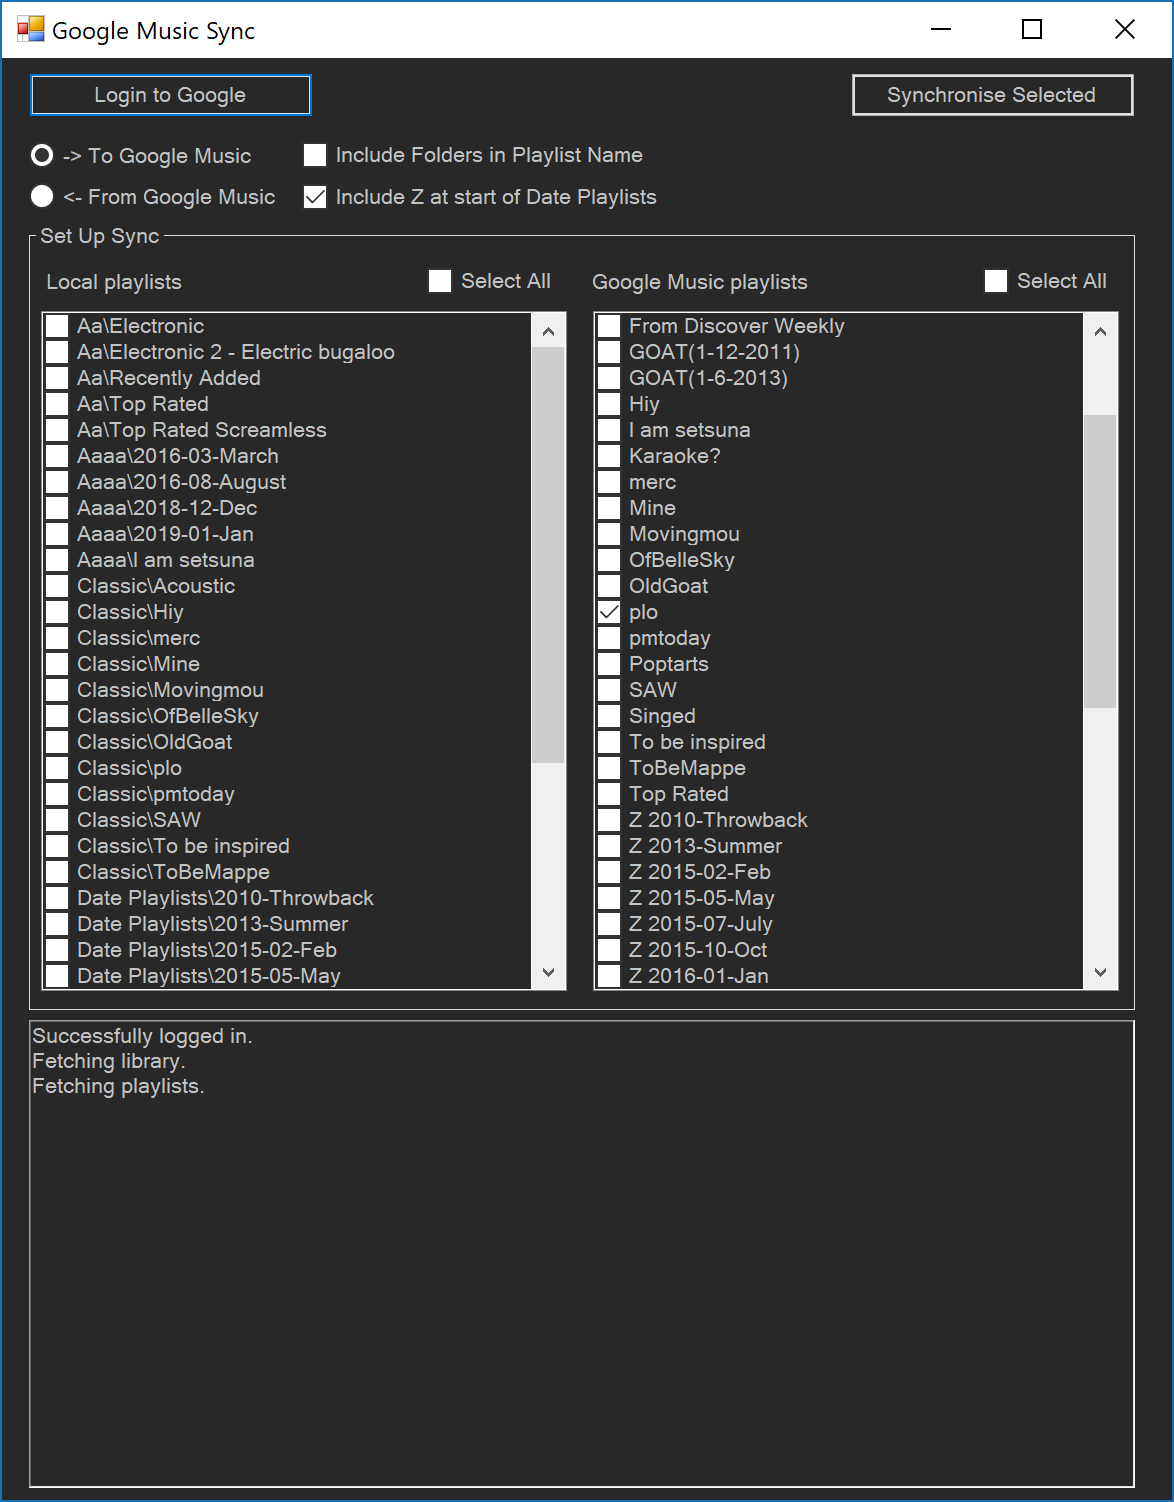 Google Music Sync
Login to Google
Synchronise Selected
-> To Google Music
Include Folders in Playlist Name
<- From Google Music
Include Z at start of Date Playlists
Set Up Sync
Local playlists
Select All
Aa\Electronic
Aa\Electronic 2 - Electric bugaloo
Aa\Recently Added
Aa\Top Rated
Aa\Top Rated Screamless
Aaaa\2016-03-March
Aaaa\2016-08-August
Aaaa\2018-12-Dec
Aaaa\2019-01-Jan
Aaaa\I am setsuna
Classic\Acoustic
Classic\Hiy
Classic\merc
Classic\Mine
Classic\Movingmou
Classic\OfBelleSky
Classic\OldGoat
Classic\plo
Classic\pmtoday
Classic\SAW
Classic\To be inspired
Classic\ToBeMappe
Date Playlists\2010-Throwback
Date Playlists\2013-Summer
Date Playlists\2015-02-Feb
Date Playlists\2015-05-May
Google Music playlists
Select All
From Discover Weekly
GOAT(1-12-2011)
GOAT(1-6-2013)
Hiy
I am setsuna
Karaoke?
merc
Mine
Movingmou
OfBelleSky
OldGoat
plo
pmtoday
Poptarts
SAW
Singed
To be inspired
ToBeMappe
Top Rated
Z 2010-Throwback
Z 2013-Summer
Z 2015-02-Feb
Z 2015-05-May
Z 2015-07-July
Z 2015-10-Oct
Z 2016-01-Jan
Successfully logged in.
Fetching library.
Fetching playlists.